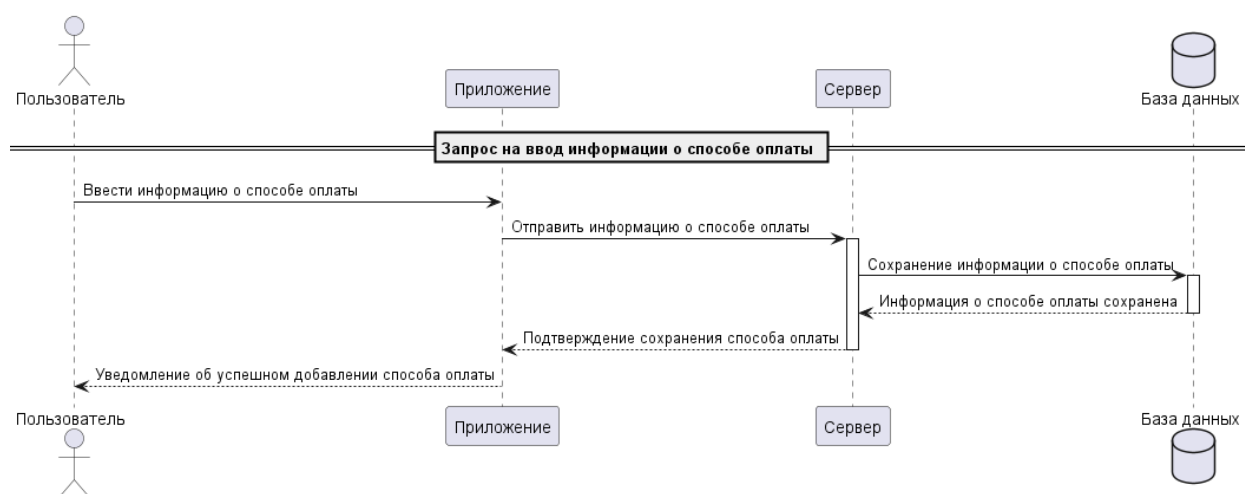 Пользователь
Приложение
Сервер
База данных
Запрос на ввод информации о способе оплаты
Ввести информацию о способе оплаты
Отправить информацию о способе оплаты
Сохранение информации о способе оплаты
Информация о способе оплаты сохранена
Подтверждение сохранения способа оплаты
Уведомление об успешном добавлении способа оплаты
Пользователь
Приложение
Сервер
База данных